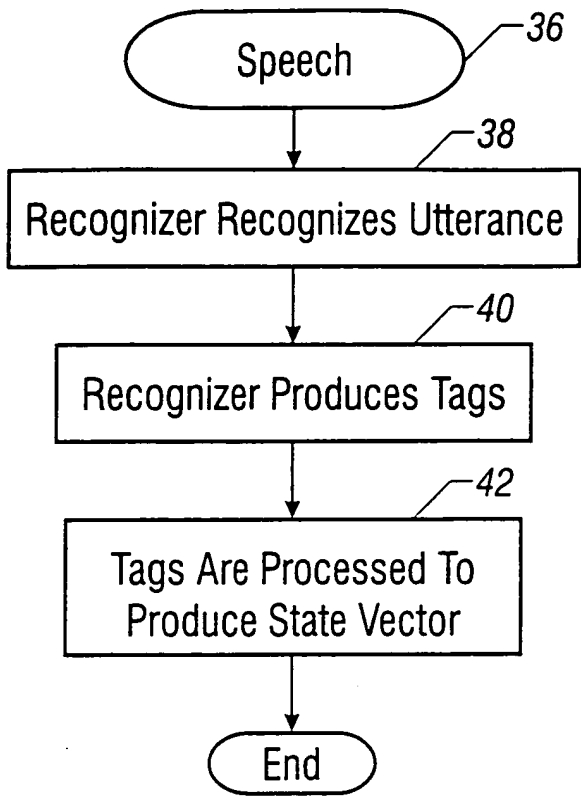 Speech
36
38
Recognizer Recognizes Utterance
40
Recognizer Produces Tags
42
Tags Are Processed To
Produce State Vector
End